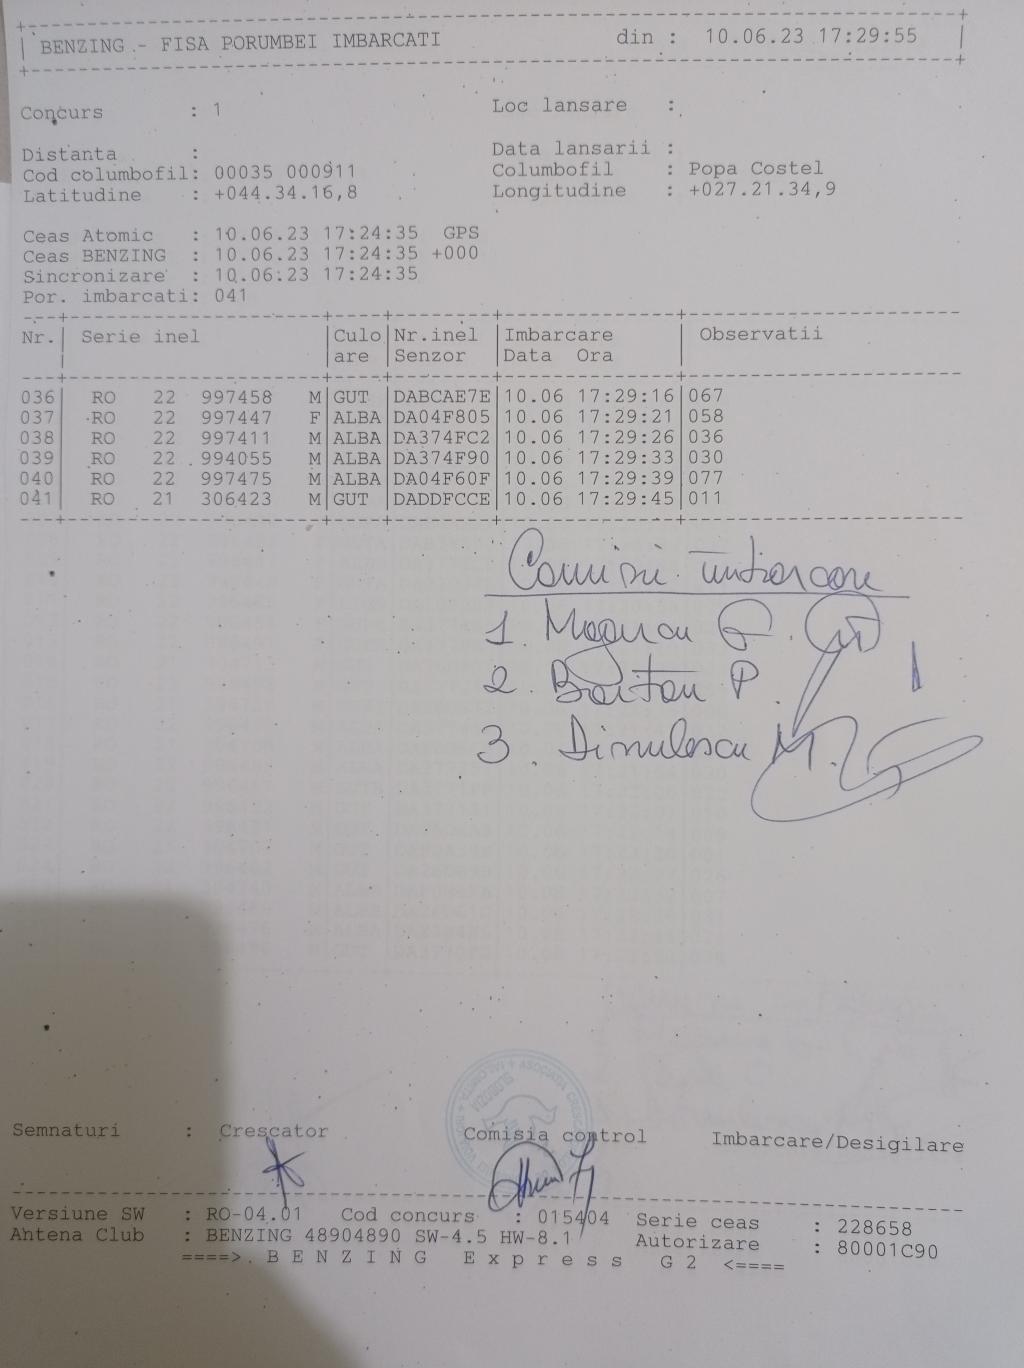 BENZING - FISA PORUMBEI IMBARCATI din : 10.06.23 17:29:55
Concurs : 1 Loc lansare :
Distanta : Data lansarii :
Cod columbofil: 00035 000911 Columbofil : Popa Costel
Latitudine : +044.34.16,8 Longitudine : +027.21.34,9
Ceas Atomic : 10.06.23 17:24:35 GPS
Ceas BENZING : 10.06.23 17:24:35 +000
Sincronizare : 10.06.23 17:24:35
Por. imbarcati: 041
Nr. Serie inel Culo Nr.inel Imbarcare Observatii
are Senzor Data Ora
036 RO 22 997458 M GUT DABCAE7E 10.06 17:29:16 067
037 RO 22 997447 F ALBA DA04F805 10.06 17:29:21 058
038 RO 22 997411 M ALBA DA374FC2 10.06 17:29:26 036
039 RO 22 994055 M ALBA DA374F90 10.06 17:29:33 030
040 RO 22 997475 M ALBA DA04F60F 10.06 17:29:39 077
041 RO 21 306423 M GUT DADDFCCE 10.06 17:29:45 011
1.
2. P.
3. Dimulescu M.
Semnaturi : Crescator Comisia control Imbarcare/Desigilare
Versiune SW : RO-04.01 Cod concurs : 015404 Serie ceas : 228658
Ahtena Club : BENZING 48904890 SW-4.5 HW-8.1 Autorizare : 80001C90
====>. B E N Z I N G E x p r e s s G 2 <====